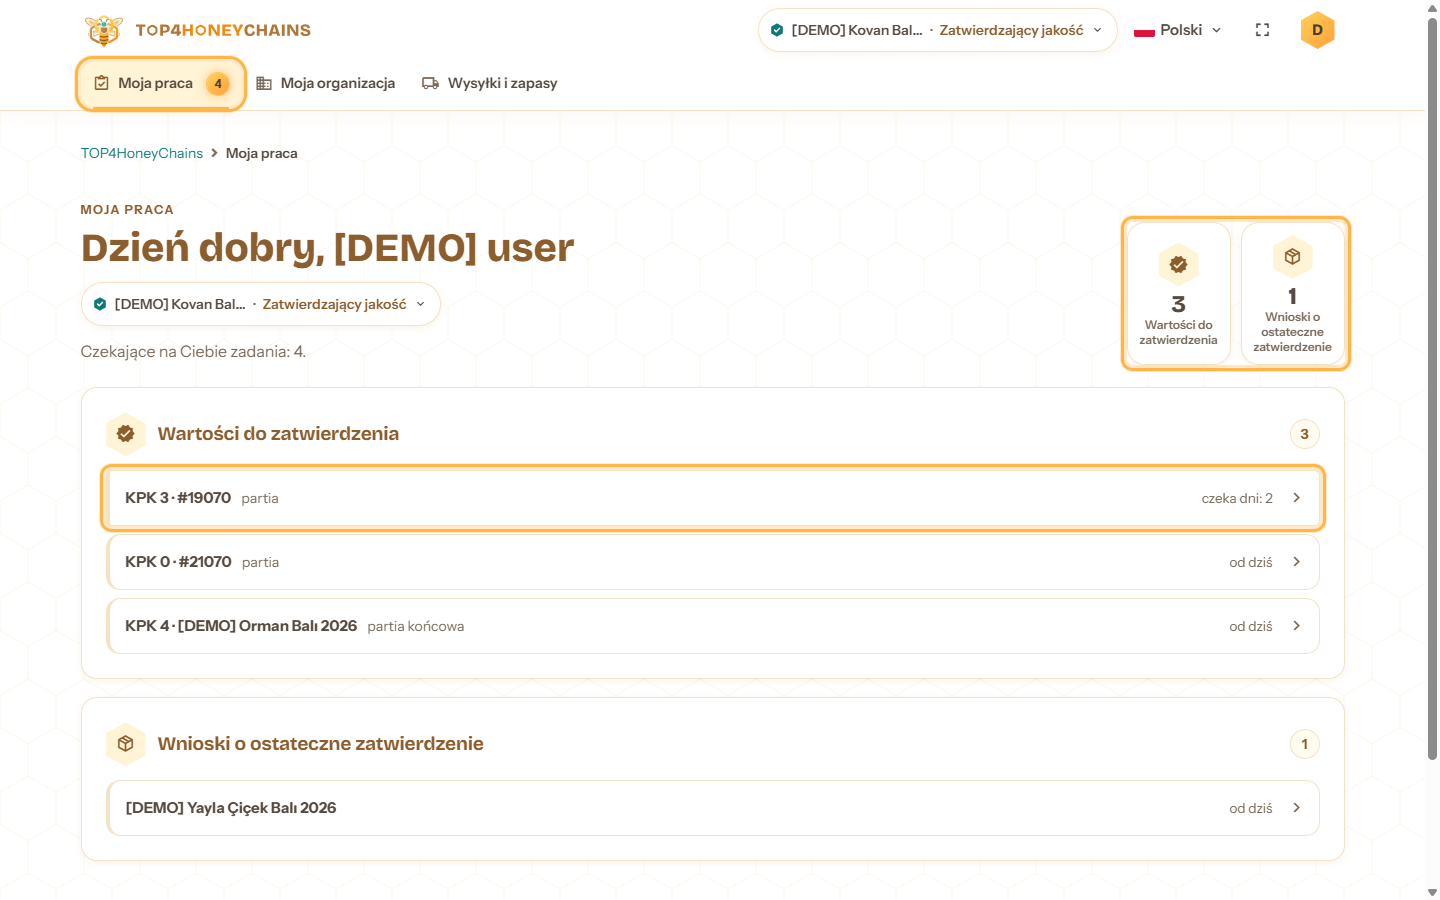 TOP4HONEYCHAINS
[DEMO] Kovan Bal... · Zatwierdzający jakość
Polski
D
Moja praca 4
Moja organizacja
Wysyłki i zapasy
TOP4HoneyChains > Moja praca
MOJA PRACA
Dzień dobry, [DEMO] user
[DEMO] Kovan Bal... · Zatwierdzający jakość
Czekające na Ciebie zadania: 4.
3
Wartości do
zatwierdzenia
1
Wnioski o
ostateczne
zatwierdzenie
Wartości do zatwierdzenia 3
KPK 3 · #19070 partia czeka dni: 2
KPK 0 · #21070 partia od dziś
KPK 4 · [DEMO] Orman Balı 2026 partia końcowa od dziś
Wnioski o ostateczne zatwierdzenie 1
[DEMO] Yayla Çiçek Balı 2026 od dziś